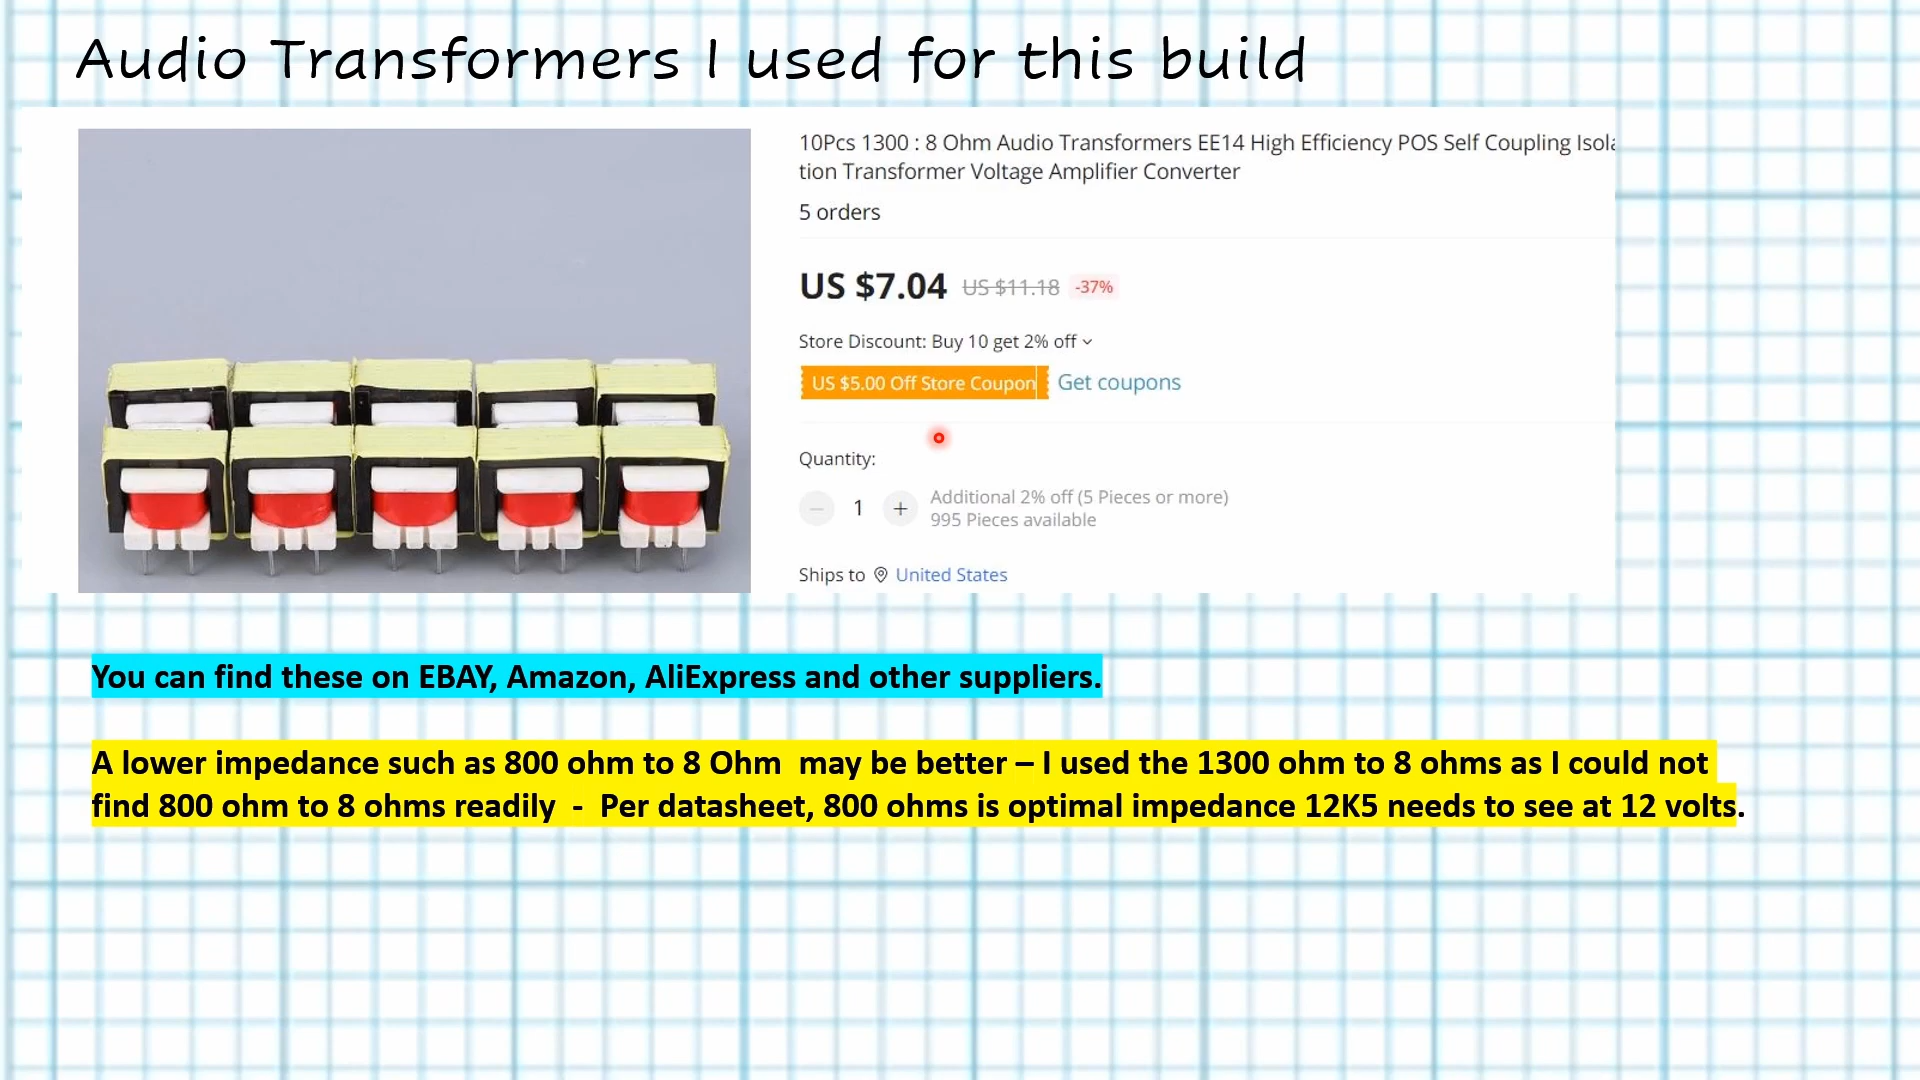 Audio Transformers I used for this build
10Pcs 1300 : 8 Ohm Audio Transformers EE14 High Efficiency POS Self Coupling Isola
tion Transformer Voltage Amplifier Converter
5 orders
US $7.04 US $11.18 -37%
Store Discount: Buy 10 get 2% off
US $5.00 Off Store Coupon Get coupons
Quantity:
1
Additional 2% off (5 Pieces or more)
995 Pieces available
Ships to United States
You can find these on EBAY, Amazon, AliExpress and other suppliers.
A lower impedance such as 800 ohm to 8 Ohm may be better – I used the 1300 ohm to 8 ohms as I could not
find 800 ohm to 8 ohms readily - Per datasheet, 800 ohms is optimal impedance 12K5 needs to see at 12 volts.